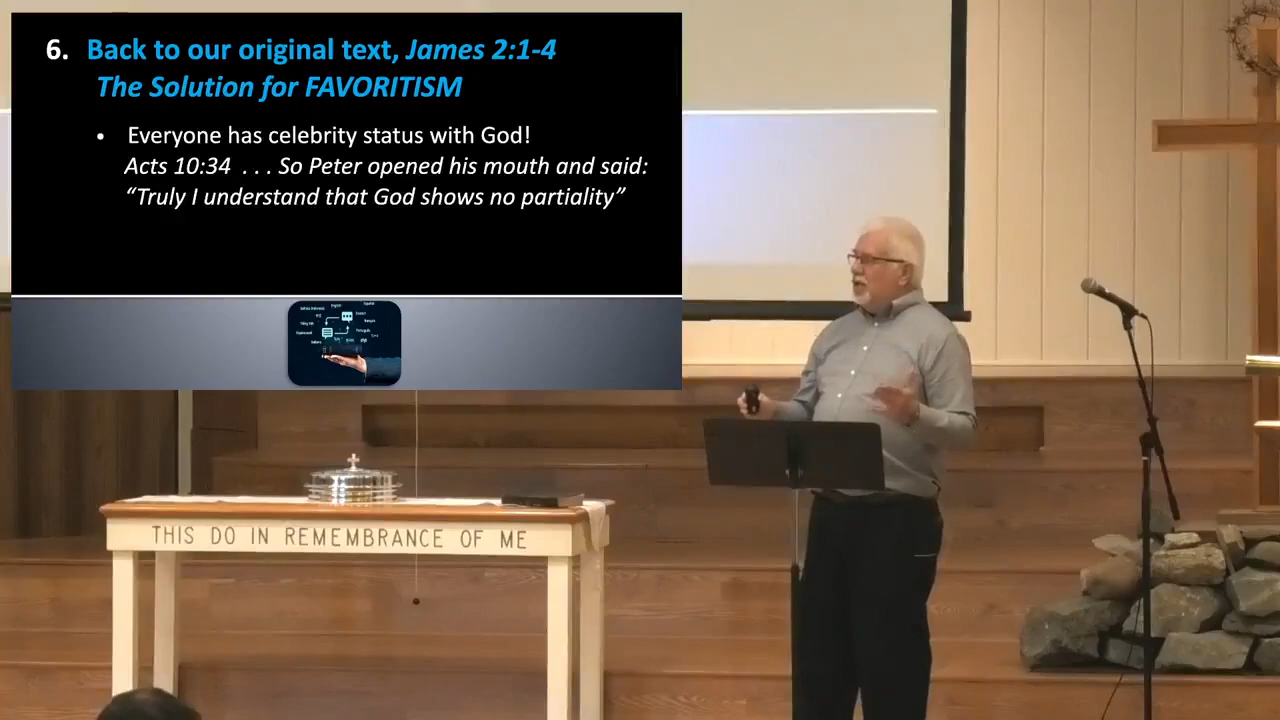 6. Back to our original text, James 2:1-4
The Solution for FAVORITISM
• Everyone has celebrity status with God!
Acts 10:34 . . . So Peter opened his mouth and said:
“Truly I understand that God shows no partiality”
THIS DO IN REMEMBRANCE OF ME